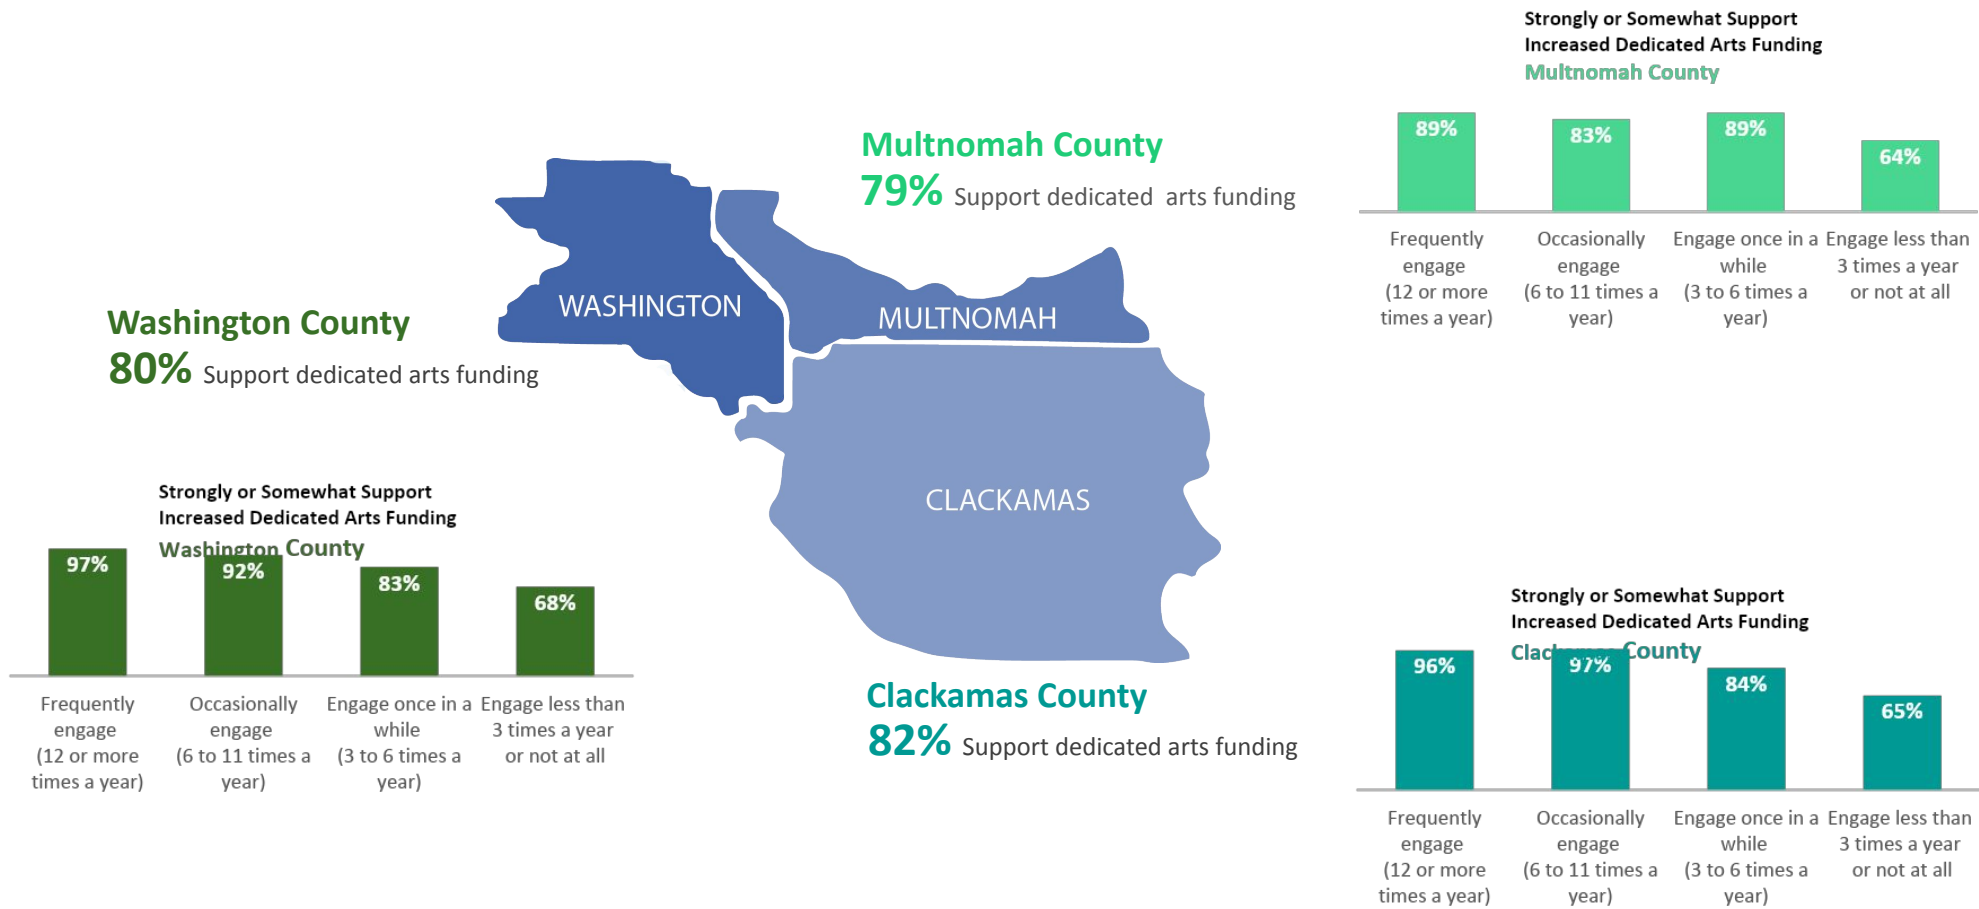 Strongly or Somewhat Support
Increased Dedicated Arts Funding
Multnomah County
89%
83%
89%
64%
Frequently
engage
(12 or more
times a year)
Occasionally
engage
(6 to 11 times a
year)
Engage once in a
while
(3 to 6 times a
year)
Engage less than
3 times a year
or not at all
Multnomah County
79% Support dedicated arts funding
WASHINGTON
MULTNOMAH
CLACKAMAS
Washington County
80% Support dedicated arts funding
Strongly or Somewhat Support
Increased Dedicated Arts Funding
Washington County
97%
92%
83%
68%
Frequently
engage
(12 or more
times a year)
Occasionally
engage
(6 to 11 times a
year)
Engage once in a
while
(3 to 6 times a
year)
Engage less than
3 times a year
or not at all
Clackamas County
82% Support dedicated arts funding
Strongly or Somewhat Support
Increased Dedicated Arts Funding
Clackamas County
96%
97%
84%
65%
Frequently
engage
(12 or more
times a year)
Occasionally
engage
(6 to 11 times a
year)
Engage once in a
while
(3 to 6 times a
year)
Engage less than
3 times a year
or not at all